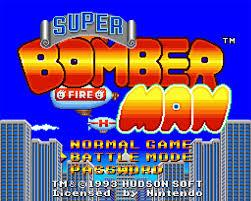 SUPER
BOMBER
TM
FIRE
H
MAN
NORMAL GAME
BATTLE MODE
PASSWORD
TM&©1993 HUDSON SOFT
Licensed by Nintendo